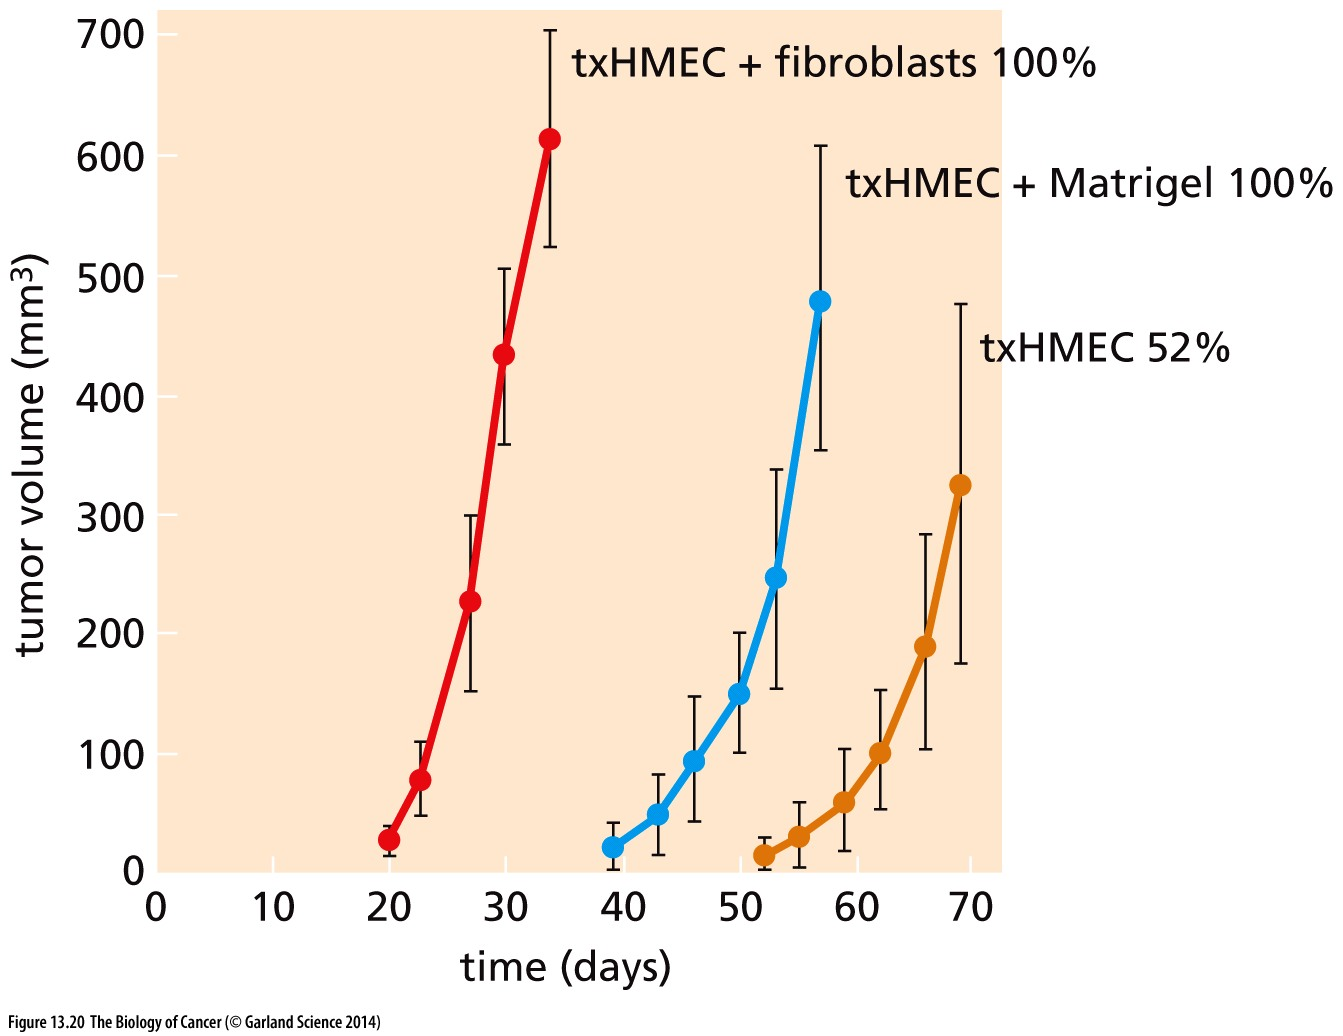 700
600
500
400
300
200
100
0
tumor volume (mm³)
txHMEC + fibroblasts 100%
txHMEC + Matrigel 100%
txHMEC 52%
0 10 20 30 40 50 60 70
time (days)
Figure 13.20 The Biology of Cancer (© Garland Science 2014)